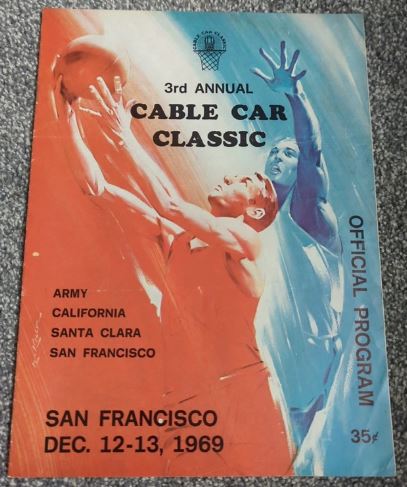 CABLE CAR CLASSIC
3rd ANNUAL
CABLE CAR
CLASSIC
OFFICIAL PROGRAM
ARMY
CALIFORNIA
SANTA CLARA
SAN FRANCISCO
SAN FRANCISCO
DEC. 12-13, 1969
35¢